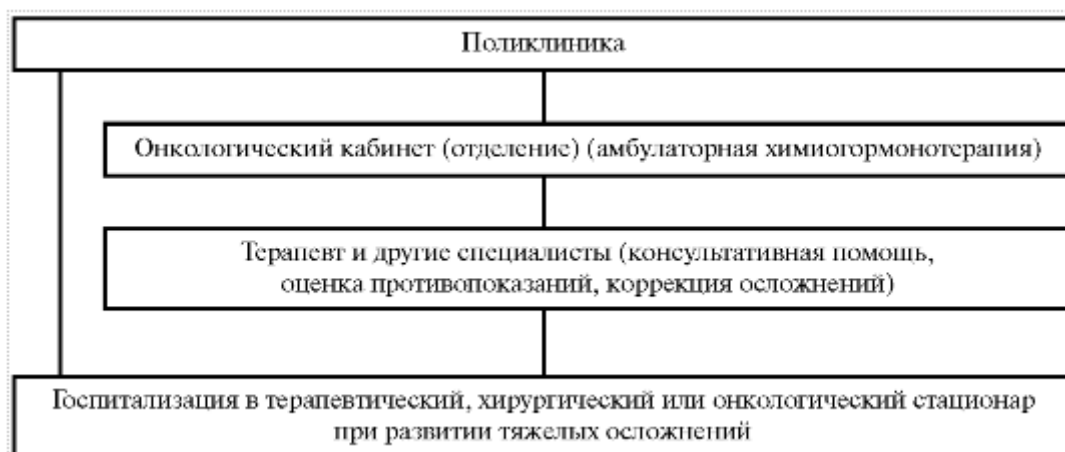 Поликлиника
Онкологический кабинет (отделение) (амбулаторная химиогормонотерапия)
Терапевт и другие специалисты (консультативная помощь,
оценка противопоказаний, коррекция осложнений)
Госпитализация в терапевтический, хирургический или онкологический стационар
при развитии тяжелых осложнений